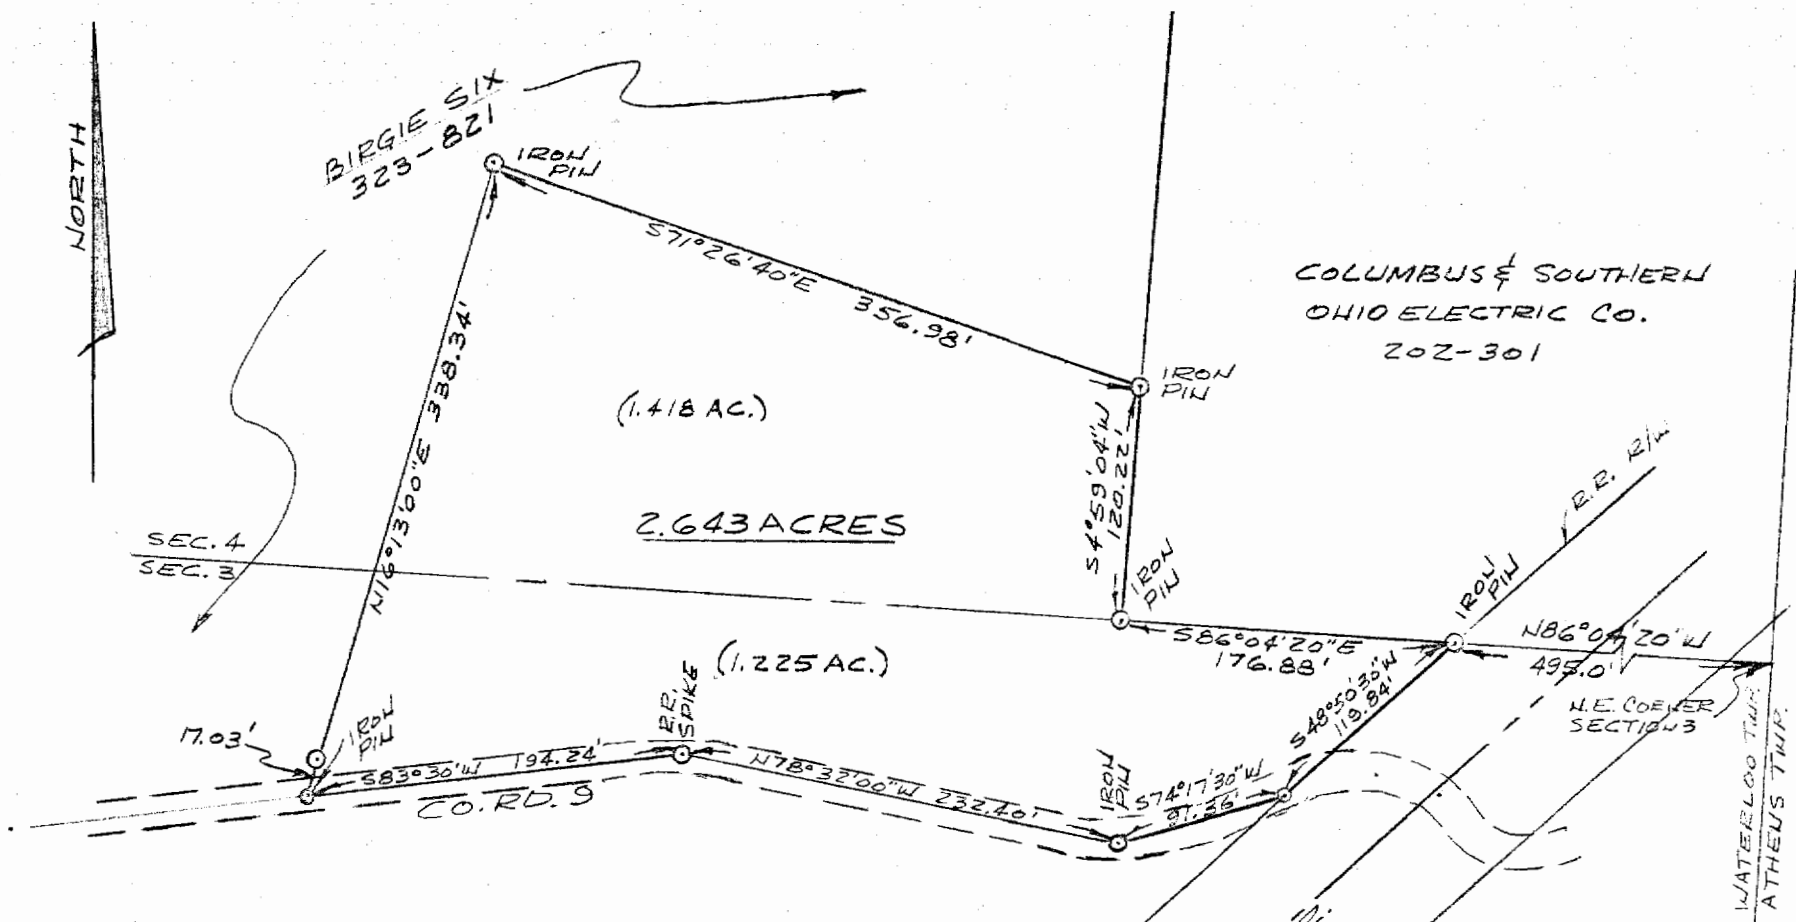 NORTH
BIRGIE SIX
323-821
IRON
PIN
S71°26'40"E 356.98'
COLUMBUS & SOUTHERN
OHIO ELECTRIC CO.
202-301
IRON
PIN
N16°13'00"E 338.34'
(1.418 AC.)
S4°59'04"W
120.22'
R.R. R/W
2.643 ACRES
SEC. 4
SEC. 3
IRON
PIN
IRON
PIN
S86°04'20"E
176.88'
N86°04'20"W
495.0'
(1.225 AC.)
S48°50'30"W
119.84'
N.E. CORNER
SECTION 3
R.R.
SPIKE
17.03'
IRON
PIN
S83°30'W 194.24'
CO. RD. 9
N78°32'00"W 232.40'
IRON
PIN
S74°17'30"W
91.36'
WATERLOO TWP.
ATHENS TWP.